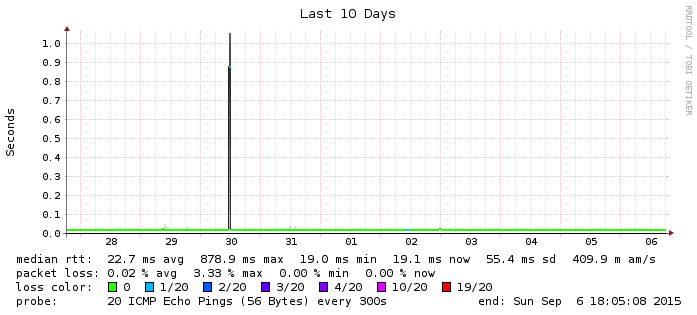 Last 10 Days
RRDTOOL / TOBI OETIKER
Seconds
1.0
0.9
0.8
0.7
0.6
0.5
0.4
0.3
0.2
0.1
0.0
28 29 30 31 01 02 03 04 05 06
median rtt: 22.7 ms avg 878.9 ms max 19.0 ms min 19.1 ms now 55.4 ms sd 409.9 m am/s
packet loss: 0.02 % avg 3.33 % max 0.00 % min 0.00 % now
loss color: 0 1/20 2/20 3/20 4/20 10/20 19/20
probe: 20 ICMP Echo Pings (56 Bytes) every 300s end: Sun Sep 6 18:05:08 2015